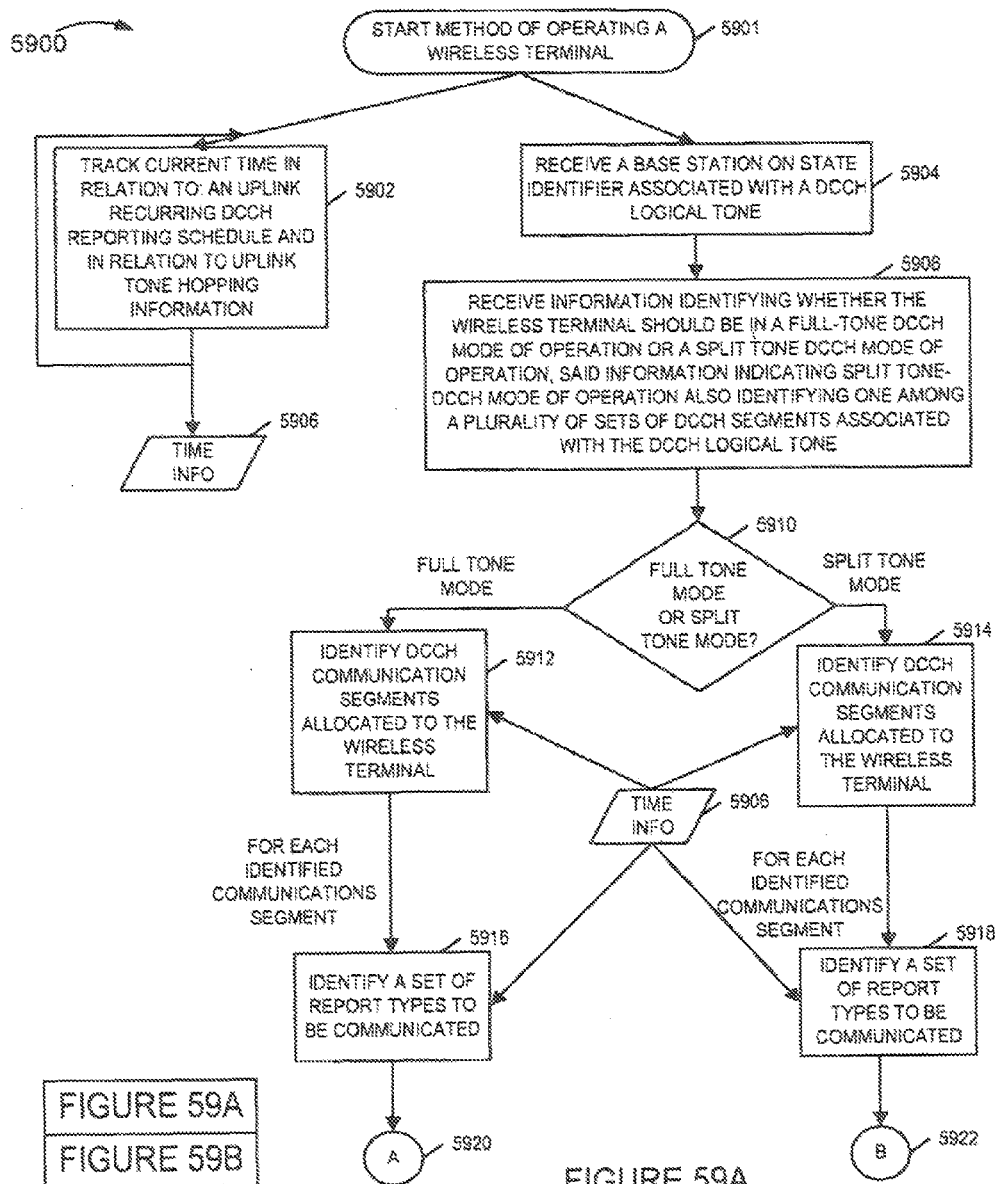 5900
START METHOD OF OPERATING A
WIRELESS TERMINAL
5901
TRACK CURRENT TIME IN
RELATION TO: AN UPLINK
RECURRING DCCH
REPORTING SCHEDULE AND
IN RELATION TO UPLINK
TONE HOPPING
INFORMATION
5902
RECEIVE A BASE STATION ON STATE
IDENTIFIER ASSOCIATED WITH A DCCH
LOGICAL TONE
5904
5906
TIME
INFO
5908
RECEIVE INFORMATION IDENTIFYING WHETHER THE
WIRELESS TERMINAL SHOULD BE IN A FULL-TONE DCCH
MODE OF OPERATION OR A SPLIT TONE DCCH MODE OF
OPERATION, SAID INFORMATION INDICATING SPLIT TONE-
DCCH MODE OF OPERATION ALSO IDENTIFYING ONE AMONG
A PLURALITY OF SETS OF DCCH SEGMENTS ASSOCIATED
WITH THE DCCH LOGICAL TONE
5910
FULL TONE
MODE
FULL TONE
MODE
OR SPLIT
TONE MODE?
SPLIT TONE
MODE
IDENTIFY DCCH
COMMUNICATION
SEGMENTS
ALLOCATED TO THE
WIRELESS
TERMINAL
5912
5914
IDENTIFY DCCH
COMMUNICATION
SEGMENTS
ALLOCATED TO
THE WIRELESS
TERMINAL
TIME
INFO
5906
FOR EACH
IDENTIFIED
COMMUNICATIONS
SEGMENT
FOR EACH
IDENTIFIED
COMMUNICATIONS
SEGMENT
5916
IDENTIFY A SET OF
REPORT TYPES TO
BE COMMUNICATED
5918
IDENTIFY A SET
OF REPORT
TYPES TO BE
COMMUNICATED
FIGURE 59A
FIGURE 59B
A
5920
B
5922
FIGURE 59A